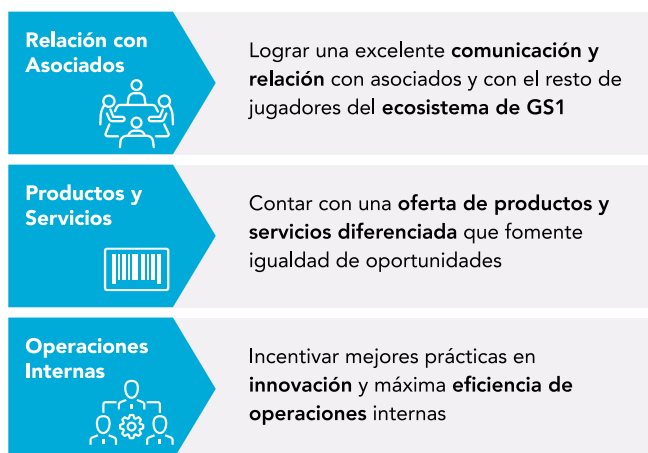 Relación con
Asociados
Lograr una excelente comunicación y
relación con asociados y con el resto de
jugadores del ecosistema de GS1
Productos y
Servicios
Contar con una oferta de productos y
servicios diferenciada que fomente
igualdad de oportunidades
Operaciones
Internas
Incentivar mejores prácticas en
innovación y máxima eficiencia de
operaciones internas